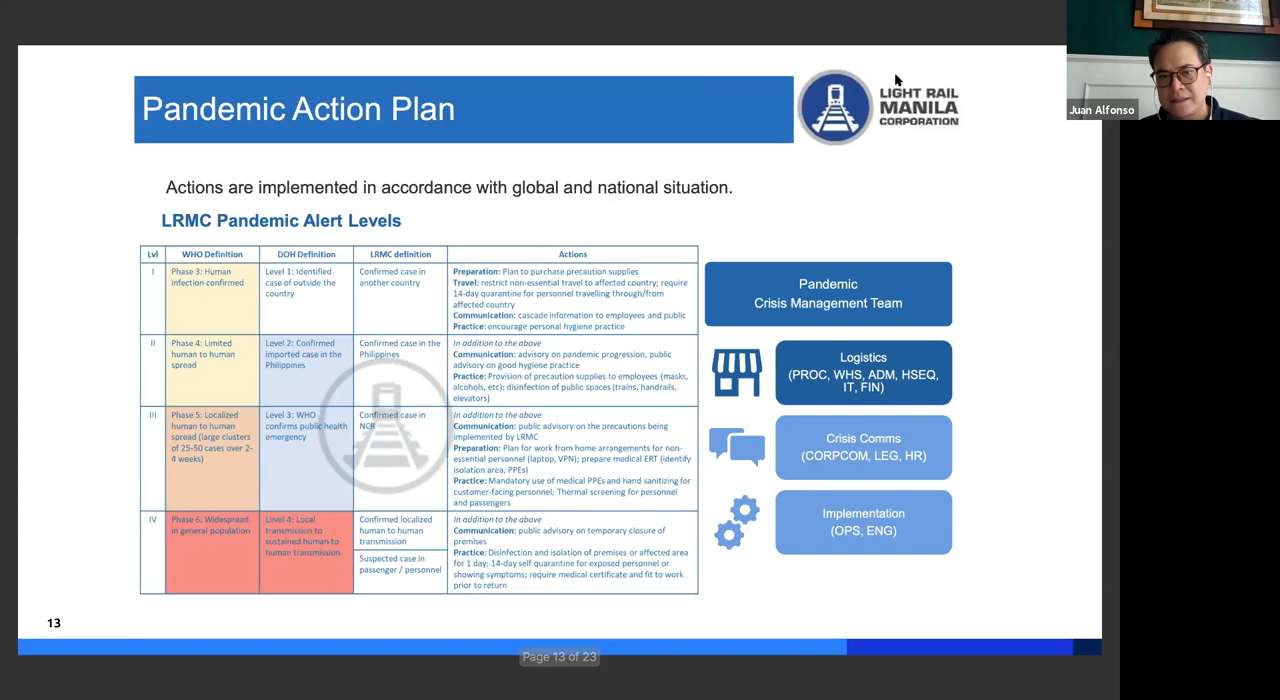 Juan Alfonso
Pandemic Action Plan
LIGHT RAIL
MANILA
CORPORATION
Actions are implemented in accordance with global and national situation.
LRMC Pandemic Alert Levels
Lvl WHO Definition DOH Definition LRMC definition Actions
I
Phase 3: Human
infection confirmed
Level 1: Identified
case of outside the
country
Confirmed case in
another country
Preparation: Plan to purchase precaution supplies
Travel: restrict non-essential travel to affected country; require
14-day quarantine for personnel travelling through/from
affected country
Communication: cascade information to employees and public
Practice: encourage personal hygiene practice
II
Phase 4: Limited
human to human
spread
Level 2: Confirmed
imported case in the
Philippines
Confirmed case in the
Philippines
In addition to the above
Communication: advisory on pandemic progression, public
advisory on good hygiene practice
Practice: Provision of precaution supplies to employees (masks,
alcohols, etc); disinfection of public spaces (trains, handrails,
elevators)
III
Phase 5: Localized
human to human
spread (large clusters
of 25-50 cases over 2-
4 weeks)
Level 3: WHO
confirms public health
emergency
Confirmed case in
NCR
In addition to the above
Communication: public advisory on the precautions being
implemented by LRMC
Preparation: Plan for work from home arrangements for non-
essential personnel (laptop, VPN); prepare medical ERT (identify
isolation area, PPEs)
Practice: Mandatory use of medical PPEs and hand sanitizing for
customer-facing personnel; Thermal screening for personnel
and passengers
IV
Phase 6: Widespread
in general population
Level 4: Local
transmission to
sustained human to
human transmission
Confirmed localized
human to human
transmission
Suspected case in
passenger / personnel
In addition to the above
Communication: public advisory on temporary closure of
premises
Practice: Disinfection and isolation of premises or affected area
for 1 day; 14-day self quarantine for exposed personnel or
showing symptoms; require medical certificate and fit to work
prior to return
Pandemic
Crisis Management Team
Logistics
(PROC, WHS, ADM, HSEQ,
IT, FIN)
Crisis Comms
(CORPCOM, LEG, HR)
Implementation
(OPS, ENG)
13
Page 13 of 23